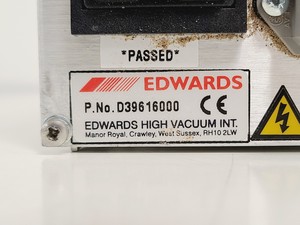 *PASSED*
EDWARDS
P.No. D39616000 CE
EDWARDS HIGH VACUUM INT.
Manor Royal, Crawley, West Sussex, RH10 2LW